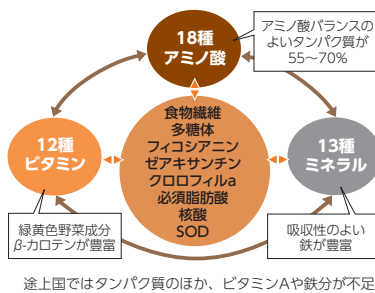 18種
アミノ酸
アミノ酸バランスの
よいタンパク質が
55〜70%
食物繊維
多糖体
フィコシアニン
ゼアキサンチン
クロロフィルa
必須脂肪酸
核酸
SOD
12種
ビタミン
13種
ミネラル
緑黄色野菜成分
β-カロテンが豊富
吸収性のよい
鉄が豊富
途上国ではタンパク質のほか、ビタミンAや鉄分が不足